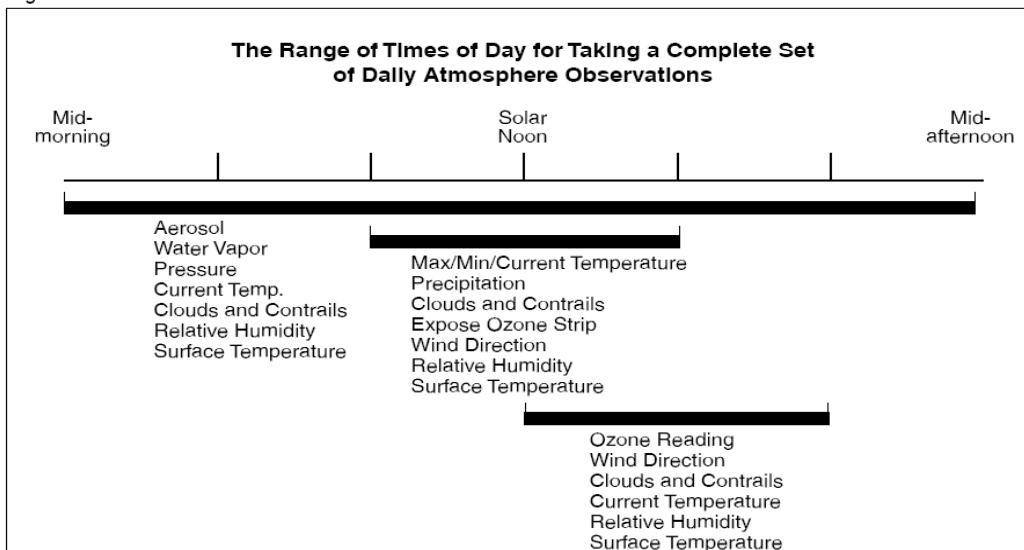 The Range of Times of Day for Taking a Complete Set
of Daily Atmosphere Observations
Mid-
morning
Solar
Noon
Mid-
afternoon
Aerosol
Water Vapor
Pressure
Current Temp.
Clouds and Contrails
Relative Humidity
Surface Temperature
Max/Min/Current Temperature
Precipitation
Clouds and Contrails
Expose Ozone Strip
Wind Direction
Relative Humidity
Surface Temperature
Ozone Reading
Wind Direction
Clouds and Contrails
Current Temperature
Relative Humidity
Surface Temperature